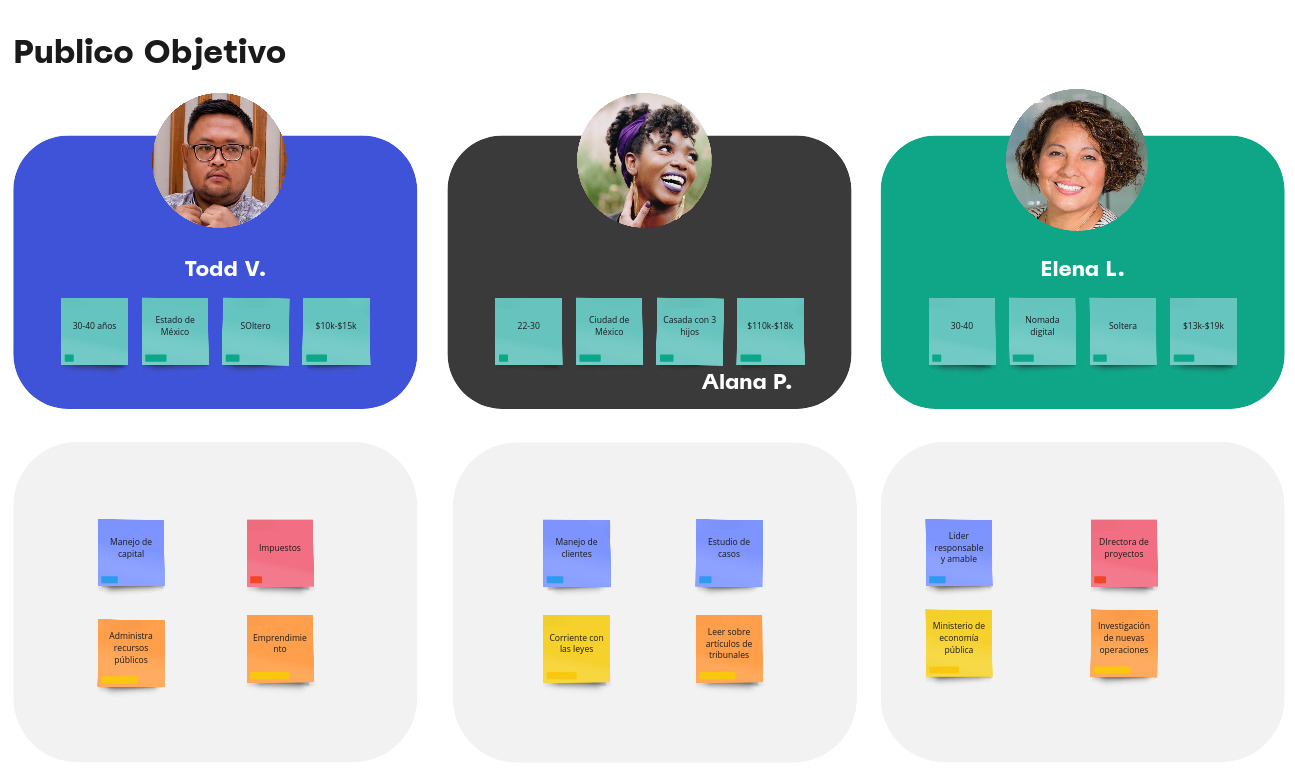 Publico Objetivo
Todd V.
30-40 años
Estado de
México
SOltero
$10k-$15k
22-30
Ciudad de
México
Casada con 3
hijos
$110k-$18k
Alana P.
Elena L.
30-40
Nomada
digital
Soltera
$13k-$19k
Manejo de
capital
Impuestos
Administra
recursos
públicos
Emprendimie
nto
Manejo de
clientes
Estudio de
casos
Corriente con
las leyes
Leer sobre
artículos de
tribunales
Lider
responsable
y amable
DIrectora de
proyectos
Ministerio de
economía
pública
Investigación
de nuevas
operaciones